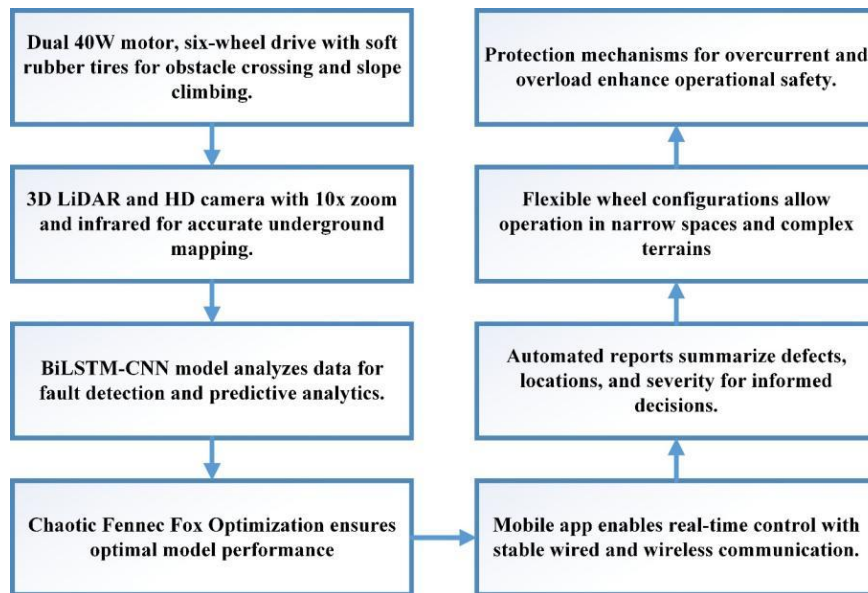 Dual 40W motor, six-wheel drive with soft
rubber tires for obstacle crossing and slope
climbing.
3D LiDAR and HD camera with 10x zoom
and infrared for accurate underground
mapping.
BiLSTM-CNN model analyzes data for
fault detection and predictive analytics.
Chaotic Fennec Fox Optimization ensures
optimal model performance
Mobile app enables real-time control with
stable wired and wireless communication.
Automated reports summarize defects,
locations, and severity for informed
decisions.
Flexible wheel configurations allow
operation in narrow spaces and complex
terrains
Protection mechanisms for overcurrent and
overload enhance operational safety.